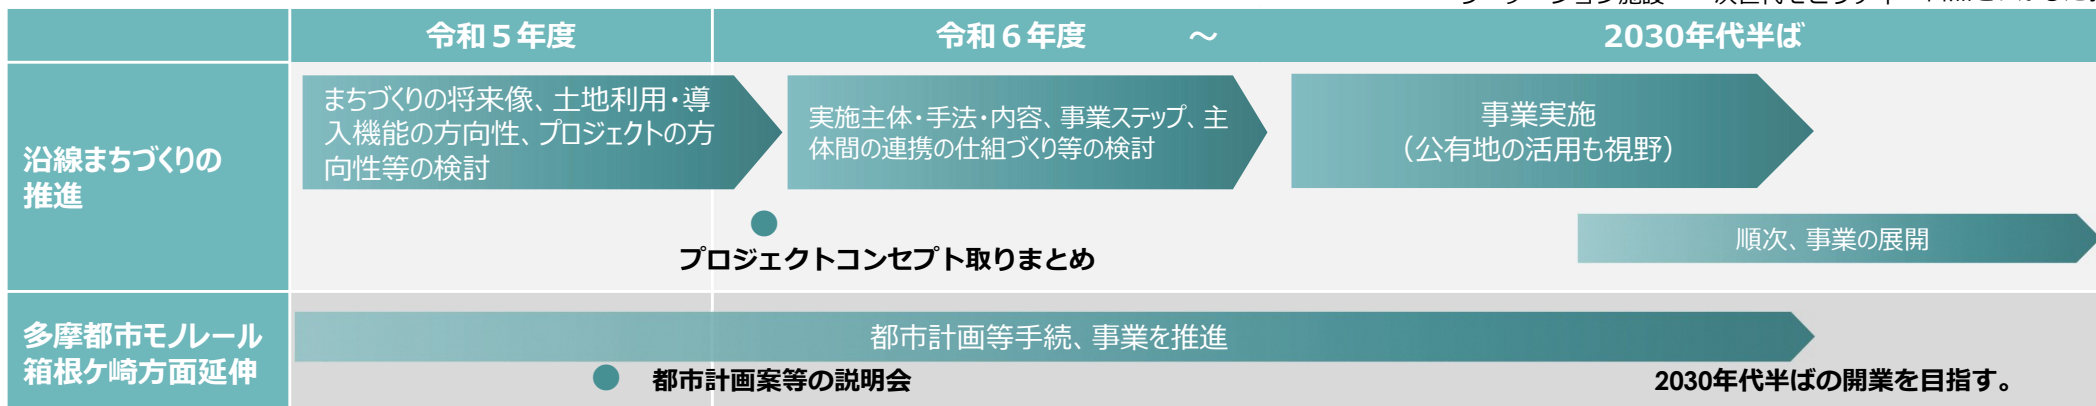 令和５年度
令和６年度　～
2030年代半ば
沿線まちづくりの
推進
まちづくりの将来像、土地利用・導
入機能の方向性、プロジェクトの方
向性等の検討
実施主体・手法・内容、事業ステップ、主
体間の連携の仕組づくり等の検討
事業実施
（公有地の活用も視野）
プロジェクトコンセプト取りまとめ
順次、事業の展開
多摩都市モノレール
箱根ケ崎方面延伸
都市計画等手続、事業を推進
都市計画案等の説明会
2030年代半ばの開業を目指す。